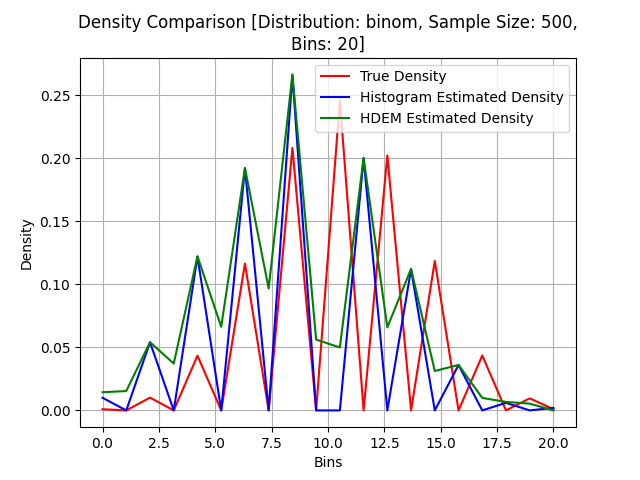 Density Comparison [Distribution: binom, Sample Size: 500,
Bins: 20]
True Density
Histogram Estimated Density
HDEM Estimated Density
Density
0.25
0.20
0.15
0.10
0.05
0.00
0.0 2.5 5.0 7.5 10.0 12.5 15.0 17.5 20.0
Bins